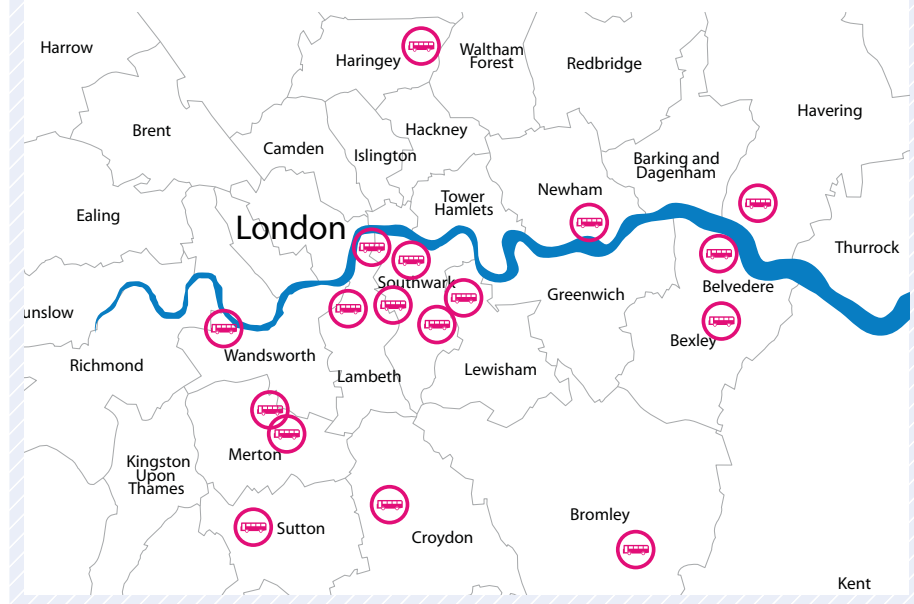 Harrow
Haringey
Waltham
Forest
Redbridge
Havering
Brent
Camden
Hackney
Islington
Barking and
Dagenham
Ealing
Tower
Hamlets
Newham
London
Thurrock
Southwark
Belvedere
Greenwich
unslow
Bexley
Richmond
Wandsworth
Lambeth
Lewisham
Merton
Kingston
Upon
Thames
Sutton
Croydon
Bromley
Kent